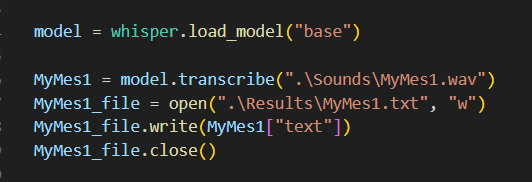 model = whisper.load_model("base")
MyMes1 = model.transcribe(".\Sounds\MyMes1.wav")
MyMes1_file = open(".\Results\MyMes1.txt", "w")
MyMes1_file.write(MyMes1["text"])
MyMes1_file.close()